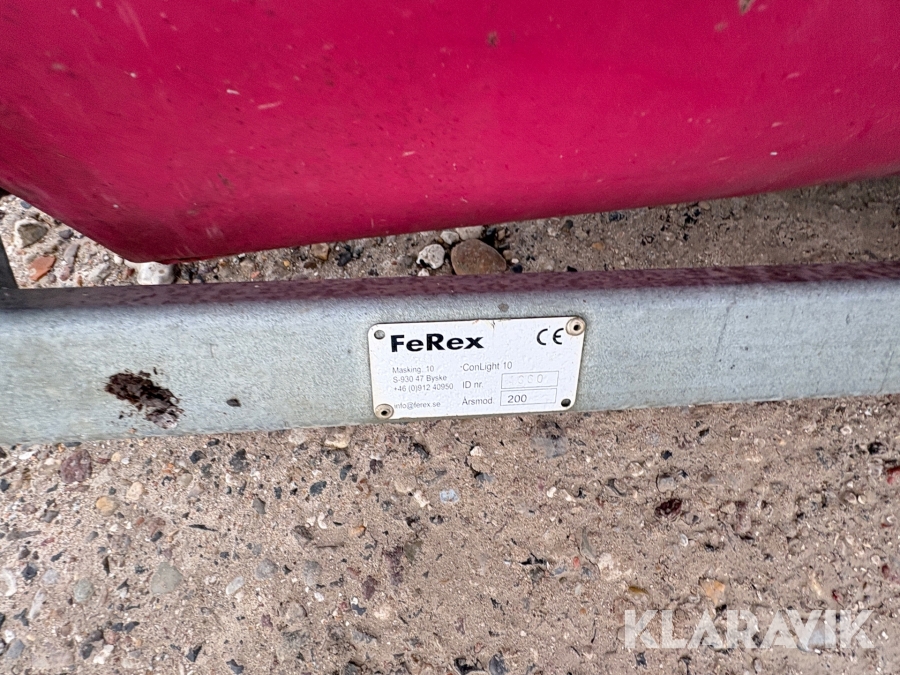 FeRex CE
Masking. 10 ConLight 10
S-930 47 Byske
+46 (0)912 40950 ID nr.
info@ferex.se Årsmod. 200
KLARAVIK